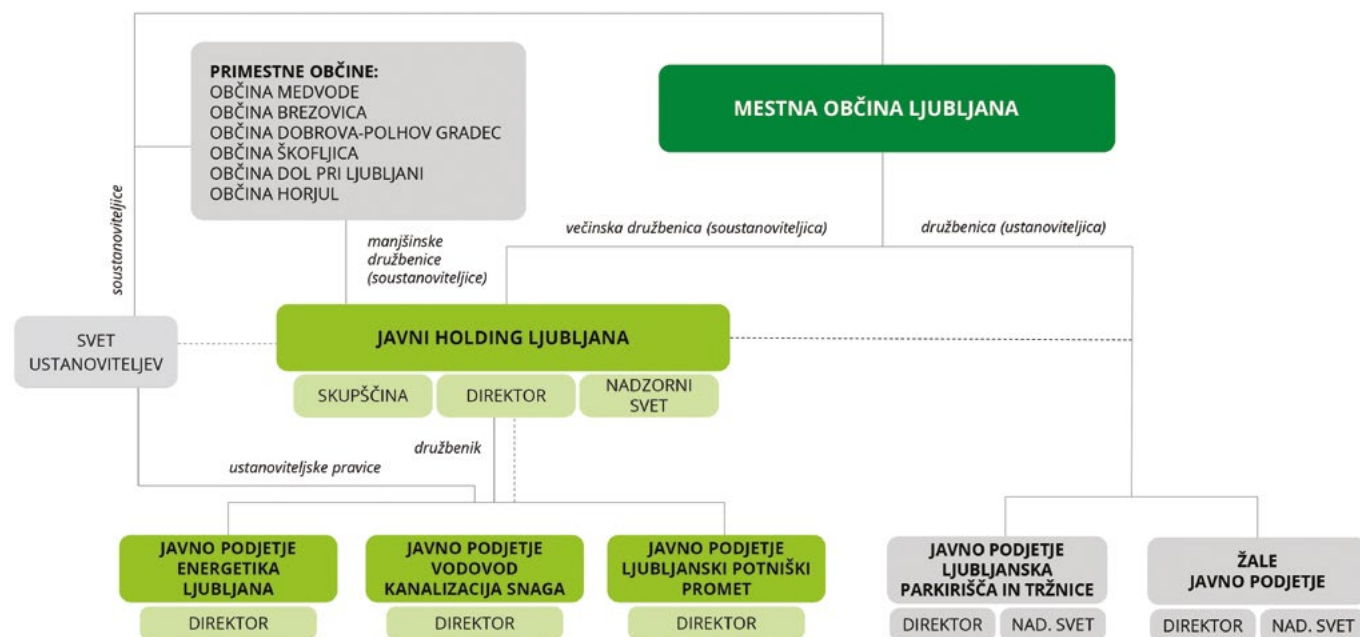 PRIMESTNE OBČINE:
OBČINA MEDVODE
OBČINA BREZOVICA
OBČINA DOBROVA-POLHOV GRADEC
OBČINA ŠKOFLJICA
OBČINA DOL PRI LJUBLJANI
OBČINA HORJUL
MESTNA OBČINA LJUBLJANA
soustanoviteljice
manjšinske
družbenice
(soustanoviteljice)
večinska družbenica (soustanoviteljica)
družbenica (ustanoviteljica)
SVET
USTANOVITELJEV
JAVNI HOLDING LJUBLJANA
SKUPŠČINA
DIREKTOR
NADZORNI
SVET
družbenik
ustanoviteljske pravice
JAVNO PODJETJE
ENERGETIKA
LJUBLJANA
DIREKTOR
JAVNO PODJETJE
VODOVOD
KANALIZACIJA SNAGA
DIREKTOR
JAVNO PODJETJE
LJUBLJANSKI POTNIŠKI
PROMET
DIREKTOR
JAVNO PODJETJE
LJUBLJANSKA
PARKIRIŠČA IN TRŽNICE
DIREKTOR
NAD. SVET
ŽALE
JAVNO PODJETJE
DIREKTOR
NAD. SVET